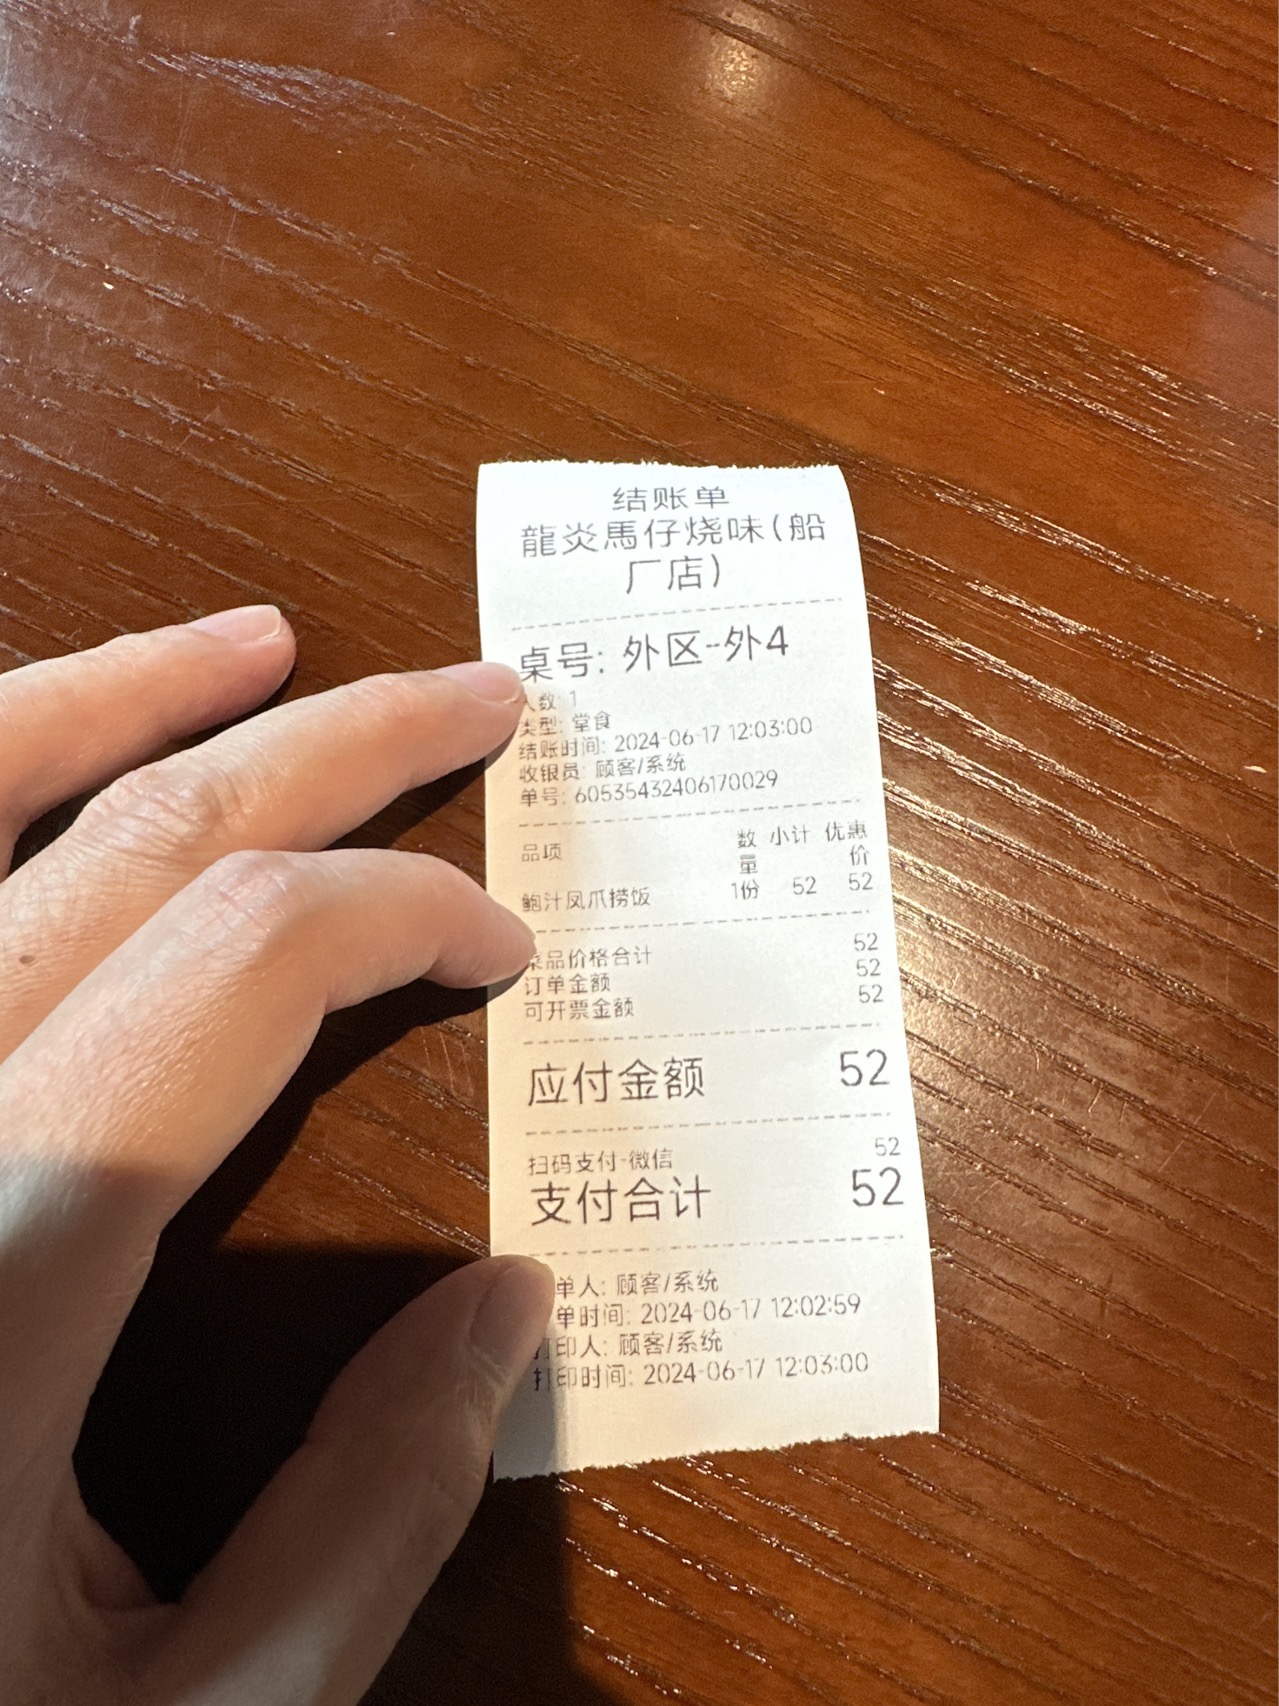 结账单
龍炎馬仔烧味(船
厂店)
桌号: 外区-外4
人数: 1
类型: 堂食
结账时间: 2024-06-17 12:03:00
收银员: 顾客/系统
单号: 60535432406170029
品项 数量 小计 优惠价
鲍汁凤爪捞饭 1份 52 52
菜品价格合计 52
订单金额 52
可开票金额 52
应付金额 52
扫码支付-微信 52
支付合计 52
单人: 顾客/系统
单时间: 2024-06-17 12:02:59
打印人: 顾客/系统
打印时间: 2024-06-17 12:03:00